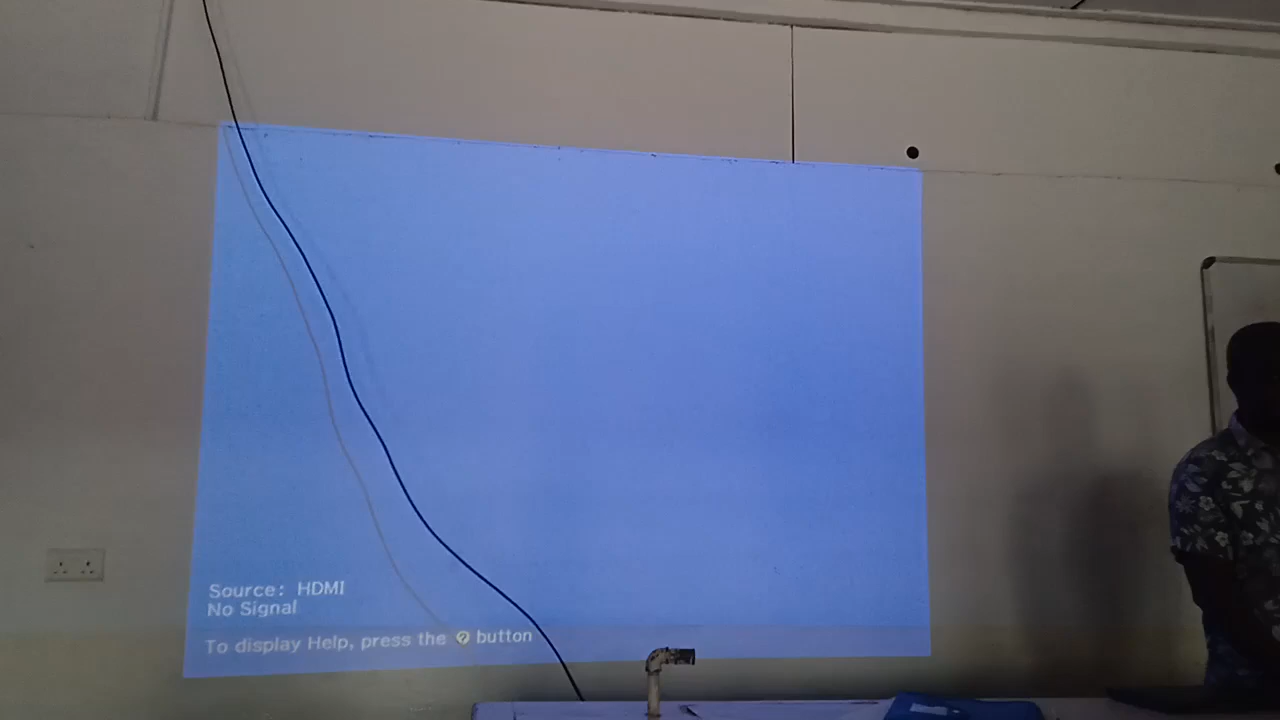 Source: HDMI
No Signal
To display Help, press the ? button